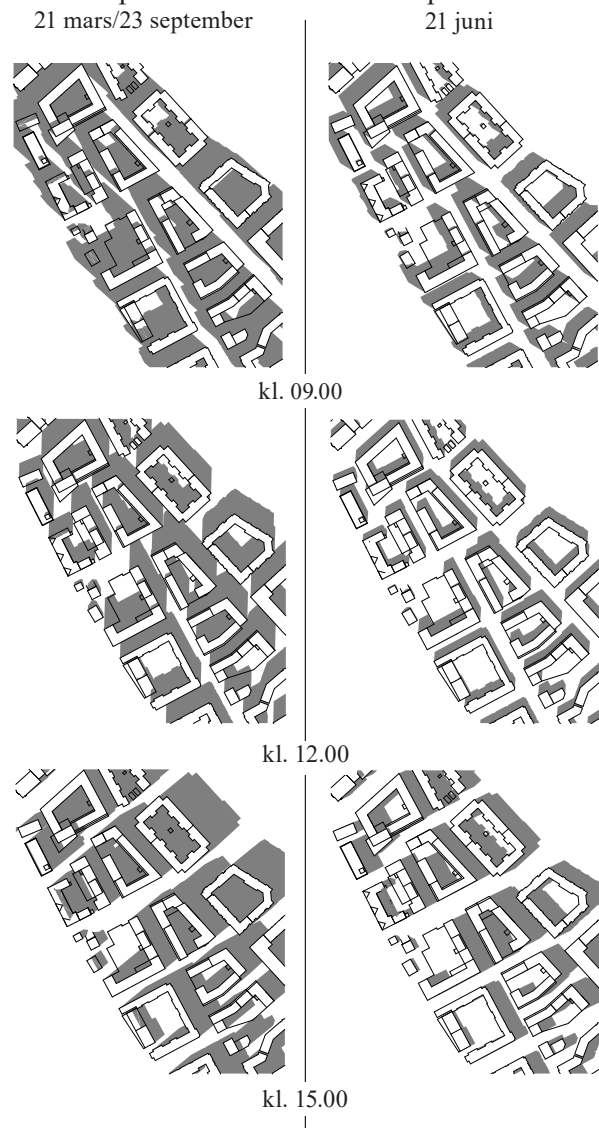 21 mars/23 september
21 juni
kl. 09.00
kl. 12.00
kl. 15.00